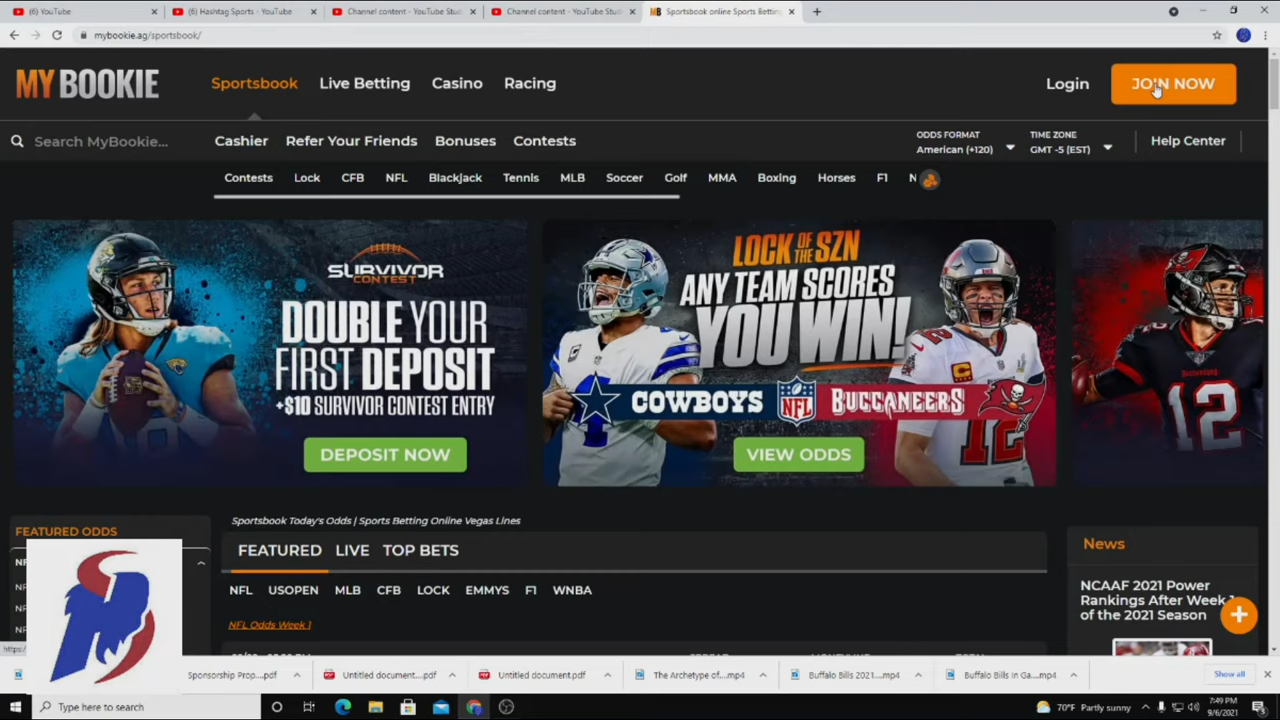 (6) YouTube
(6) Hashtag Sports - YouTube
Channel content - YouTube Stud
Channel content - YouTube Stud
Sportsbook online Sports Betting
mybookie.ag/sportsbook/
MY BOOKIE
Sportsbook Live Betting Casino Racing
Login
JOIN NOW
Search MyBookie...
Cashier Refer Your Friends Bonuses Contests
ODDS FORMAT
American (+120)
TIME ZONE
GMT -5 (EST)
Help Center
Contests Lock CFB NFL Blackjack Tennis MLB Soccer Golf MMA Boxing Horses F1 N
SURVIVOR
CONTEST
DOUBLE YOUR
FIRST DEPOSIT
+$10 SURVIVOR CONTEST ENTRY
DEPOSIT NOW
LOCK OF THE SZN
ANY TEAM SCORES
YOU WIN!
COWBOYS NFL BUCCANEERS
VIEW ODDS
12
12
FEATURED ODDS
Sportsbook Today's Odds | Sports Betting Online Vegas Lines
FEATURED LIVE TOP BETS
NFL USOPEN MLB CFB LOCK EMMYS F1 WNBA
NFL Odds Week 1
News
NCAAF 2021 Power
Rankings After Week 1
of the 2021 Season
https:/
Sponsorship Prop....pdf
Untitled document....pdf
Untitled document.pdf
The Archetype of....mp4
Buffalo Bills 2021....mp4
Buffalo Bills In Ga....mp4
Show all
Type here to search
70°F Partly sunny
7:49 PM
9/6/2021